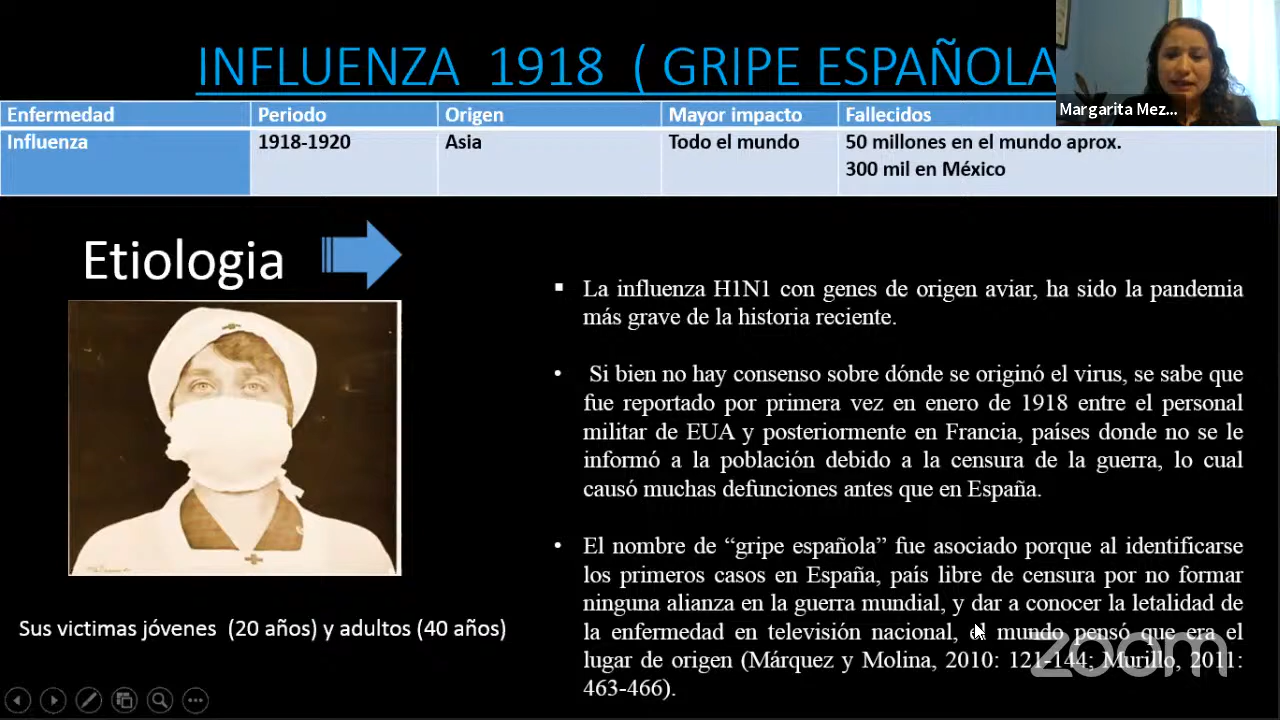 INFLUENZA 1918 ( GRIPE ESPAÑOLA
Margarita Mez...
Enfermedad Periodo Origen Mayor impacto Fallecidos
Influenza 1918-1920 Asia Todo el mundo 50 millones en el mundo aprox.
300 mil en México
Etiologia
▪ La influenza H1N1 con genes de origen aviar, ha sido la pandemia
más grave de la historia reciente.
• Si bien no hay consenso sobre dónde se originó el virus, se sabe que
fue reportado por primera vez en enero de 1918 entre el personal
militar de EUA y posteriormente en Francia, países donde no se le
informó a la población debido a la censura de la guerra, lo cual
causó muchas defunciones antes que en España.
• El nombre de “gripe española” fue asociado porque al identificarse
los primeros casos en España, país libre de censura por no formar
ninguna alianza en la guerra mundial, y dar a conocer la letalidad de
la enfermedad en televisión nacional, el mundo pensó que era el
lugar de origen (Márquez y Molina, 2010: 121-144; Murillo, 2011:
463-466).
Sus victimas jóvenes (20 años) y adultos (40 años)
zoom